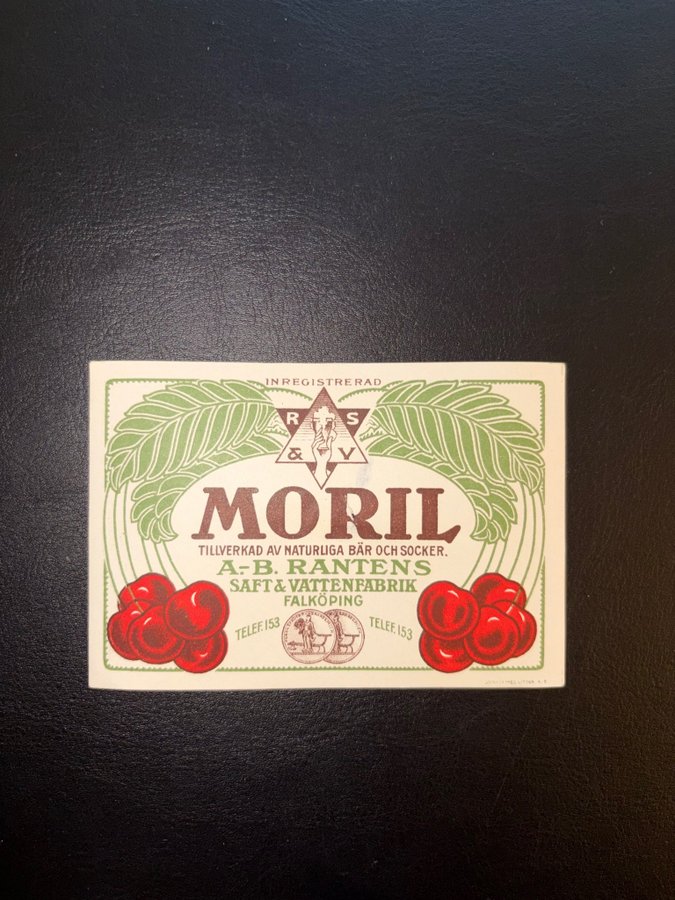 INREGISTRERAD
R S
& V
MORIL
TILLVERKAD AV NATURLIGA BÄR OCH SOCKER.
A.-B. RANTENS
SAFT & VATTENFABRIK
FALKÖPING
TELEF. 153 TELEF. 153